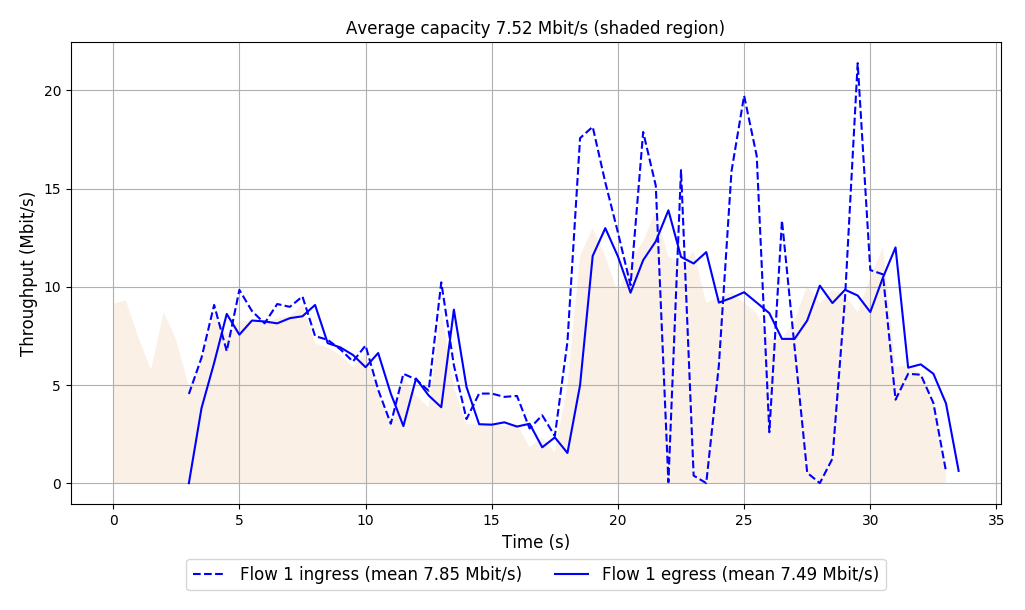 Average capacity 7.52 Mbit/s (shaded region)
Throughput (Mbit/s)
20
15
10
5
0
0 5 10 15 20 25 30 35
Time (s)
Flow 1 ingress (mean 7.85 Mbit/s) Flow 1 egress (mean 7.49 Mbit/s)